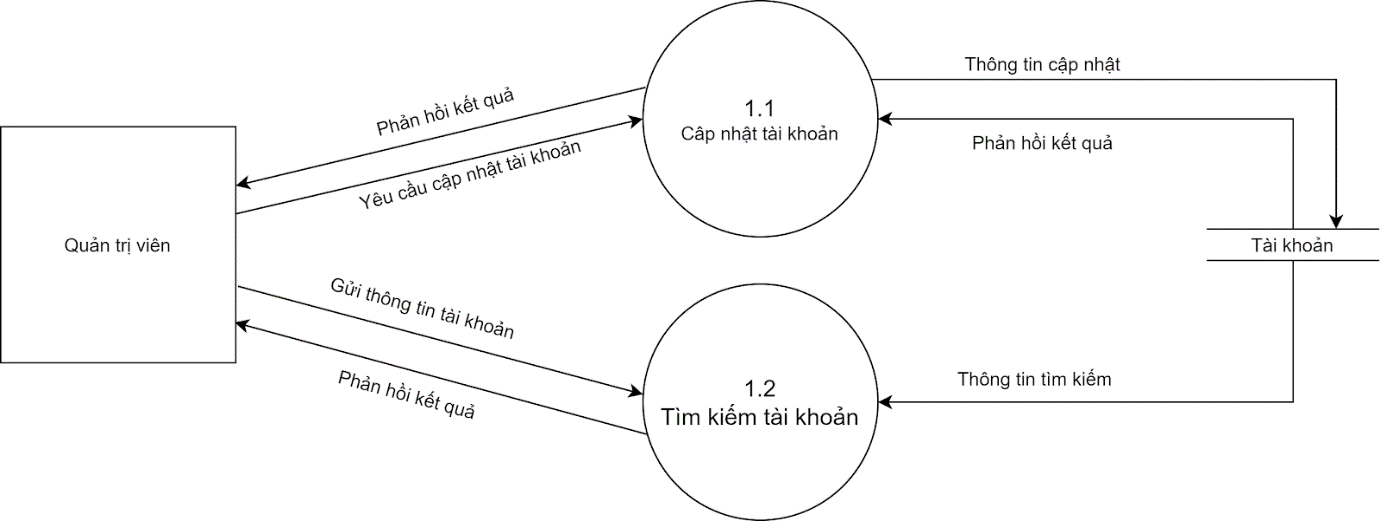 Thông tin cập nhật
Phản hồi kết quả
1.1
Câp nhật tài khoản
Phản hồi kết quả
Yêu cầu cập nhật tài khoản
Quản trị viên
Tài khoản
Gửi thông tin tài khoản
Phản hồi kết quả
1.2
Tìm kiếm tài khoản
Thông tin tìm kiếm